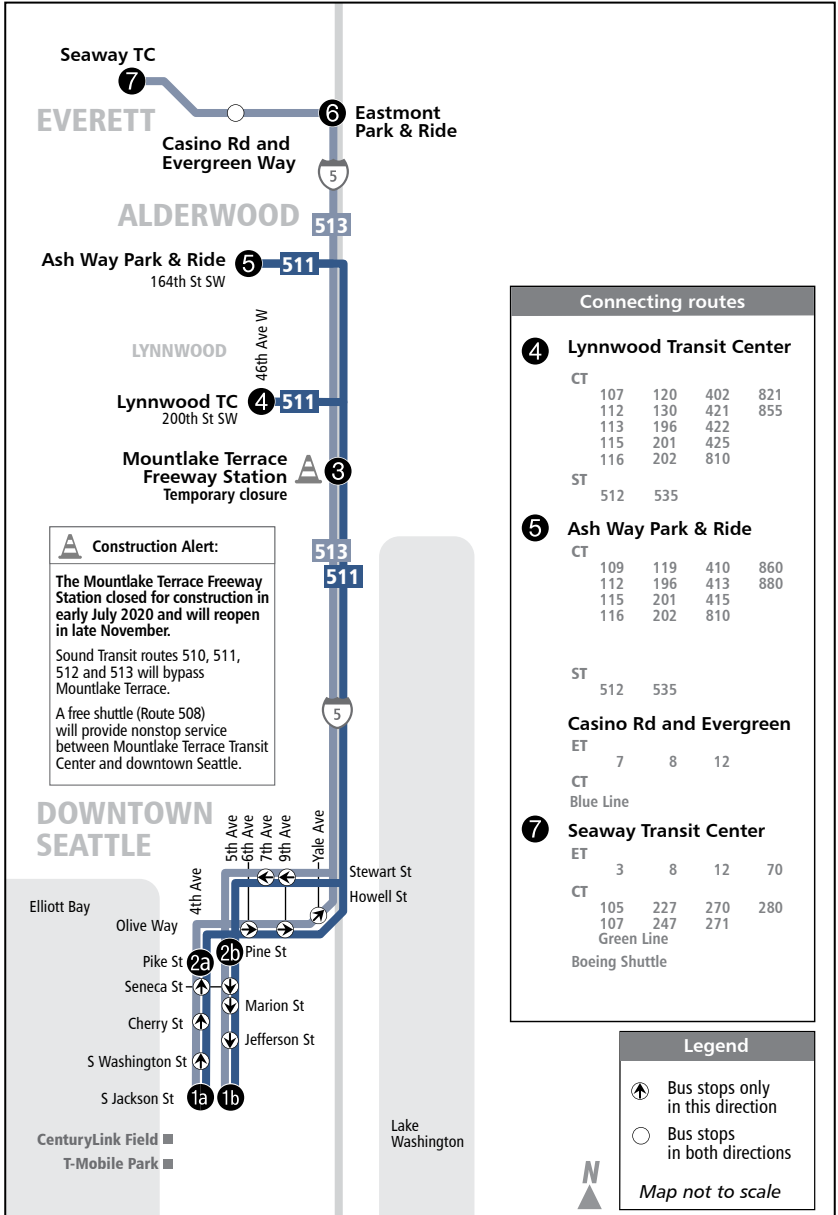 Seaway TC
7
EVERETT
6
Eastmont
Park & Ride
Casino Rd and
Evergreen Way
5
ALDERWOOD
513
Ash Way Park & Ride
5
511
164th St SW
46th Ave W
LYNNWOOD
Lynnwood TC
4
511
200th St SW
Mountlake Terrace
Freeway Station
Temporary closure
3
513
511
Construction Alert:
The Mountlake Terrace Freeway
Station closed for construction in
early July 2020 and will reopen
in late November.
Sound Transit routes 510, 511,
512 and 513 will bypass
Mountlake Terrace.
A free shuttle (Route 508)
will provide nonstop service
between Mountlake Terrace Transit
Center and downtown Seattle.
5
DOWNTOWN
SEATTLE
4th Ave
5th Ave
6th Ave
7th Ave
9th Ave
Yale Ave
Stewart St
Howell St
Elliott Bay
Olive Way
Pike St
2a
2b
Pine St
Seneca St
Marion St
Cherry St
Jefferson St
S Washington St
S Jackson St
1a
1b
CenturyLink Field
T-Mobile Park
Lake
Washington
Connecting routes
4 Lynnwood Transit Center
CT
107 120 402 821
112 130 421 855
113 196 422
115 201 425
116 202 810
ST
512 535
5 Ash Way Park & Ride
CT
109 119 410 860
112 196 413 880
115 201 415
116 202 810
ST
512 535
Casino Rd and Evergreen
ET
7 8 12
CT
Blue Line
7 Seaway Transit Center
ET
3 8 12 70
CT
105 227 270 280
107 247 271
Green Line
Boeing Shuttle
Legend
Bus stops only
in this direction
Bus stops
in both directions
Map not to scale
N